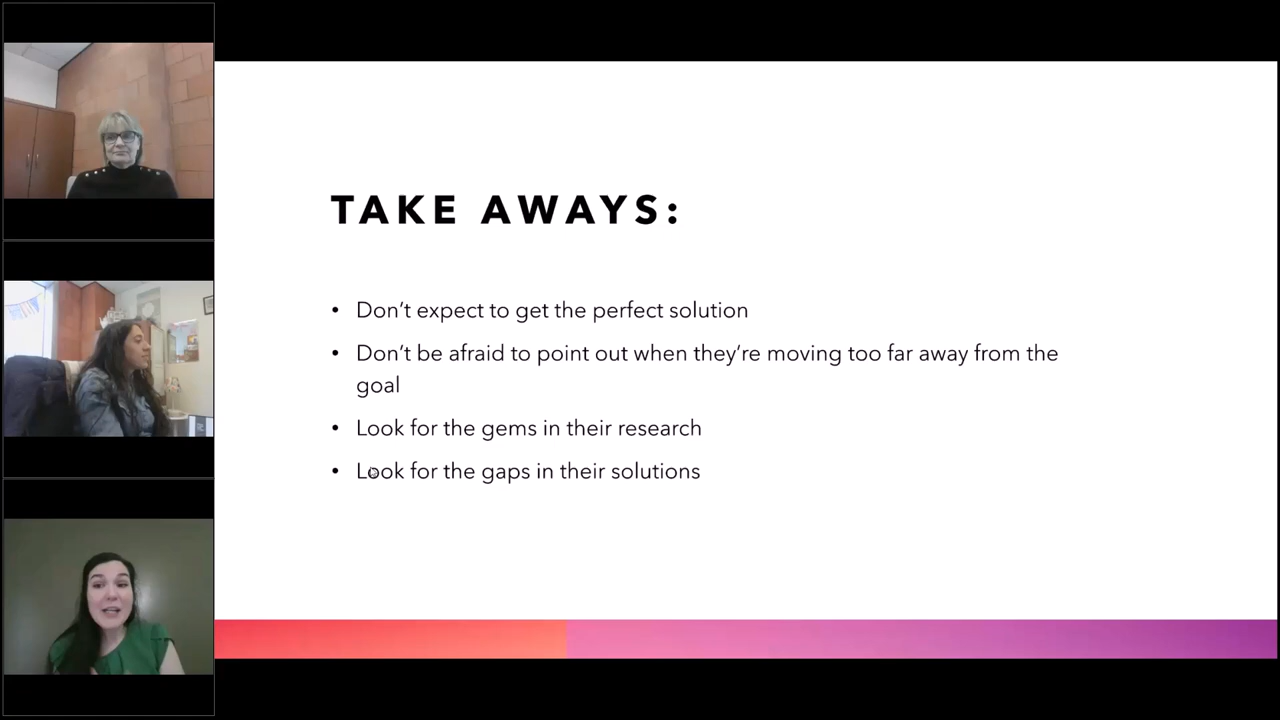 TAKE AWAYS:
• Don’t expect to get the perfect solution
• Don’t be afraid to point out when they’re moving too far away from the
goal
• Look for the gems in their research
• Look for the gaps in their solutions